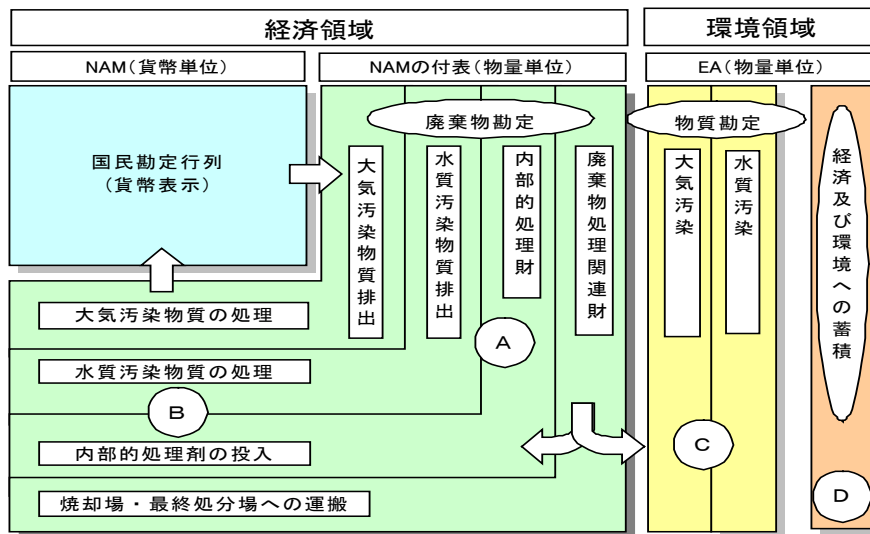 経済領域
環境領域
NAM(貨幣単位)
NAMの付表(物量単位)
EA(物量単位)
国民勘定行列
(貨幣表示)
廃棄物勘定
物質勘定
大気汚染物質排出
水質汚染物質排出
内部的処理財
廃棄物処理関連財
大気汚染
水質汚染
経済及び環境への蓄積
大気汚染物質の処理
水質汚染物質の処理
A
B
C
D
内部的処理剤の投入
焼却場・最終処分場への運搬